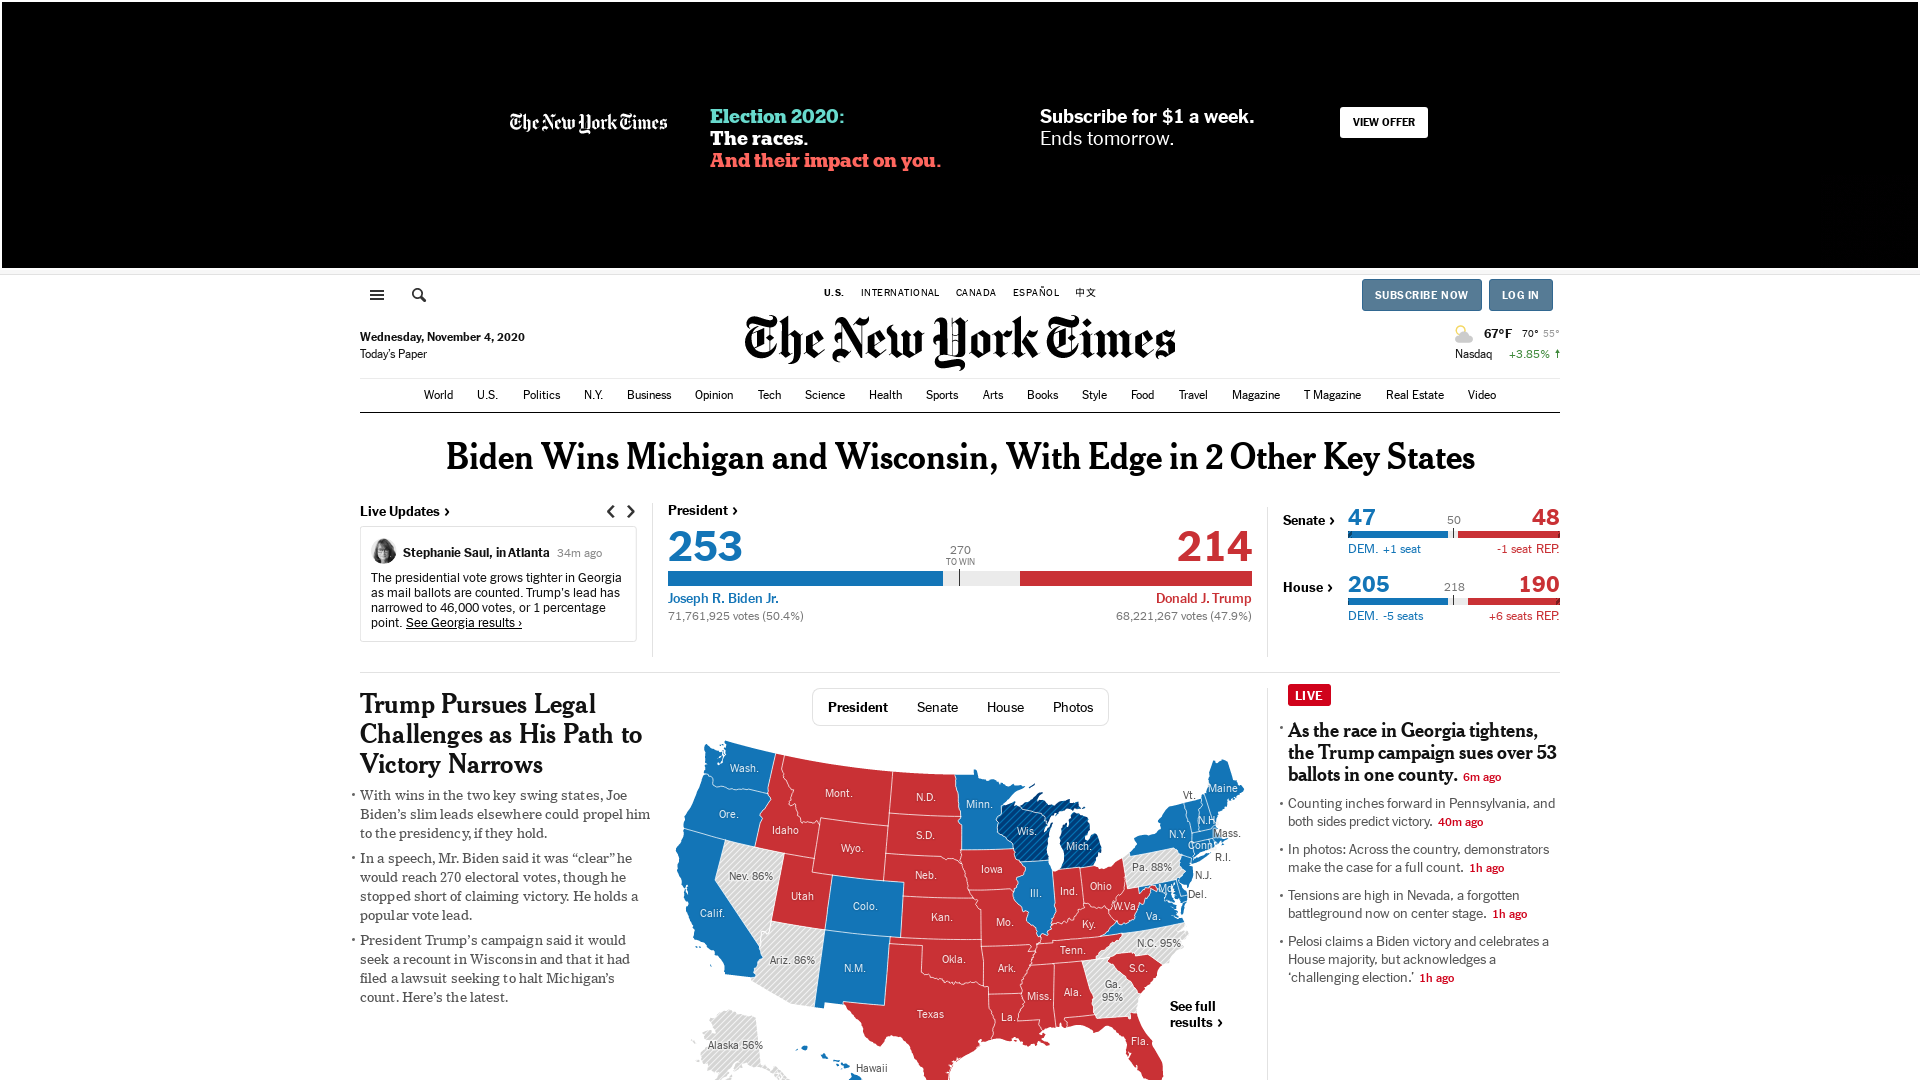 The New York Times
Election 2020:
The races.
And their impact on you.
Subscribe for $1 a week.
Ends tomorrow.
VIEW OFFER
U.S. INTERNATIONAL CANADA ESPAÑOL 中文
SUBSCRIBE NOW LOG IN
Wednesday, November 4, 2020
Today's Paper
The New York Times
67°F 70° 55°
Nasdaq +3.85% ↑
World U.S. Politics N.Y. Business Opinion Tech Science Health Sports Arts Books Style Food Travel Magazine T Magazine Real Estate Video
Biden Wins Michigan and Wisconsin, With Edge in 2 Other Key States
Live Updates ›
Stephanie Saul, in Atlanta 34m ago
The presidential vote grows tighter in Georgia
as mail ballots are counted. Trump's lead has
narrowed to 46,000 votes, or 1 percentage
point. See Georgia results ›
President ›
253
270
TO WIN
214
Joseph R. Biden Jr.
Donald J. Trump
71,761,925 votes (50.4%)
68,221,267 votes (47.9%)
Senate ›
47 50 48
DEM. +1 seat -1 seat REP.
House ›
205 218 190
DEM. -5 seats +6 seats REP.
Trump Pursues Legal
Challenges as His Path to
Victory Narrows
• With wins in the two key swing states, Joe
Biden's slim leads elsewhere could propel him
to the presidency, if they hold.
• In a speech, Mr. Biden said it was “clear” he
would reach 270 electoral votes, though he
stopped short of claiming victory. He holds a
popular vote lead.
• President Trump's campaign said it would
seek a recount in Wisconsin and that it had
filed a lawsuit seeking to halt Michigan's
count. Here's the latest.
President Senate House Photos
Wash.
Mont.
N.D.
Minn.
Vt.
Maine
Ore.
Idaho
S.D.
Wis.
Mich.
N.Y.
N.H.
Mass.
Wyo.
Conn.
R.I.
Nev. 86%
Neb.
Iowa
Pa. 88%
N.J.
Utah
Ill.
Ind.
Ohio
Md.
Del.
Calif.
Colo.
Kan.
Mo.
Ky.
W.Va.
Va.
Ariz. 86%
N.M.
Okla.
Ark.
Tenn.
N.C. 95%
S.C.
Texas
La.
Miss.
Ala.
Ga.
95%
Fla.
See full
results ›
Alaska 56%
Hawaii
LIVE
• As the race in Georgia tightens,
the Trump campaign sues over 53
ballots in one county. 6m ago
• Counting inches forward in Pennsylvania, and
both sides predict victory. 40m ago
• In photos: Across the country, demonstrators
make the case for a full count. 1h ago
• Tensions are high in Nevada, a forgotten
battleground now on center stage. 1h ago
• Pelosi claims a Biden victory and celebrates a
House majority, but acknowledges a
‘challenging election.’ 1h ago